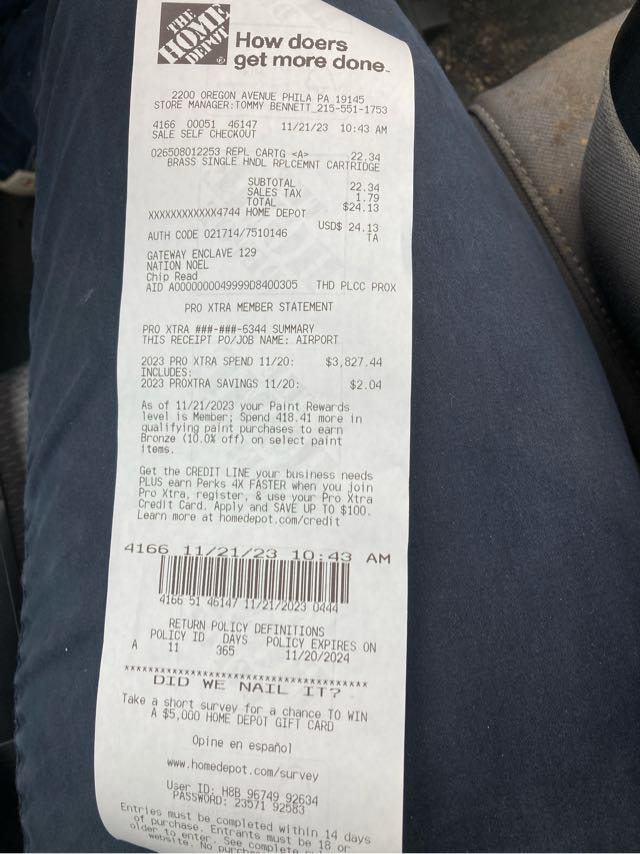 THE
HOME
DEPOT
How doers
get more done.
2200 OREGON AVENUE PHILA PA 19145
STORE MANAGER:TOMMY BENNETT 215-551-1753
4166 00051 46147 11/21/23 10:43 AM
SALE SELF CHECKOUT
026508012253 REPL CARTG <A> 22.34
BRASS SINGLE HNDL RPLCEMNT CARTRIDGE
SUBTOTAL 22.34
SALES TAX 1.79
TOTAL $24.13
XXXXXXXXXXXX4744 HOME DEPOT
USD$ 24.13
AUTH CODE 021714/7510146 TA
GATEWAY ENCLAVE 129
NATION NOEL
Chip Read
AID A0000000049999D8400305 THD PLCC PROX
PRO XTRA MEMBER STATEMENT
PRO XTRA ###-###-6344 SUMMARY
THIS RECEIPT PO/JOB NAME: AIRPORT
2023 PRO XTRA SPEND 11/20: $3,827.44
INCLUDES:
2023 PROXTRA SAVINGS 11/20: $2.04
As of 11/21/2023 your Paint Rewards
level is Member; Spend 418.41 more in
qualifying paint purchases to earn
Bronze (10.0% off) on select paint
items.
Get the CREDIT LINE your business needs
PLUS earn Perks 4X FASTER when you join
Pro Xtra, register, & use your Pro Xtra
Credit Card. Apply and SAVE UP TO $100.
Learn more at homedepot.com/credit
4166 11/21/23 10:43 AM
4166 51 46147 11/21/2023 0444
RETURN POLICY DEFINITIONS
POLICY ID DAYS POLICY EXPIRES ON
A 11 365 11/20/2024
****************************************
DID WE NAIL IT?
Take a short survey for a chance TO WIN
A $5,000 HOME DEPOT GIFT CARD
Opine en español
www.homedepot.com/survey
User ID: H8B 96749 92634
PASSWORD: 23571 92583
Entries must be completed within 14 days
of purchase. Entrants must be 18 or
older to enter. See complete
website. No